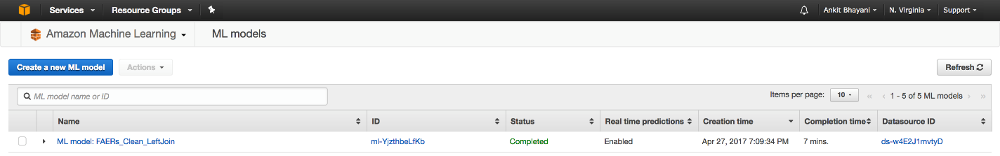 Services Resource Groups Ankit Bhayani N. Virginia Support
Amazon Machine Learning ML models
Create a new ML model Actions Refresh
ML model name or ID Items per page: 10 « ‹ 1 - 5 of 5 ML models › »
Name ID Status Real time predictions Creation time Completion time Datasource ID
ML model: FAERs_Clean_LeftJoin ml-YjzthbeLfKb Completed Enabled Apr 27, 2017 7:09:34 PM 7 mins. ds-w4E2J1mvtyD